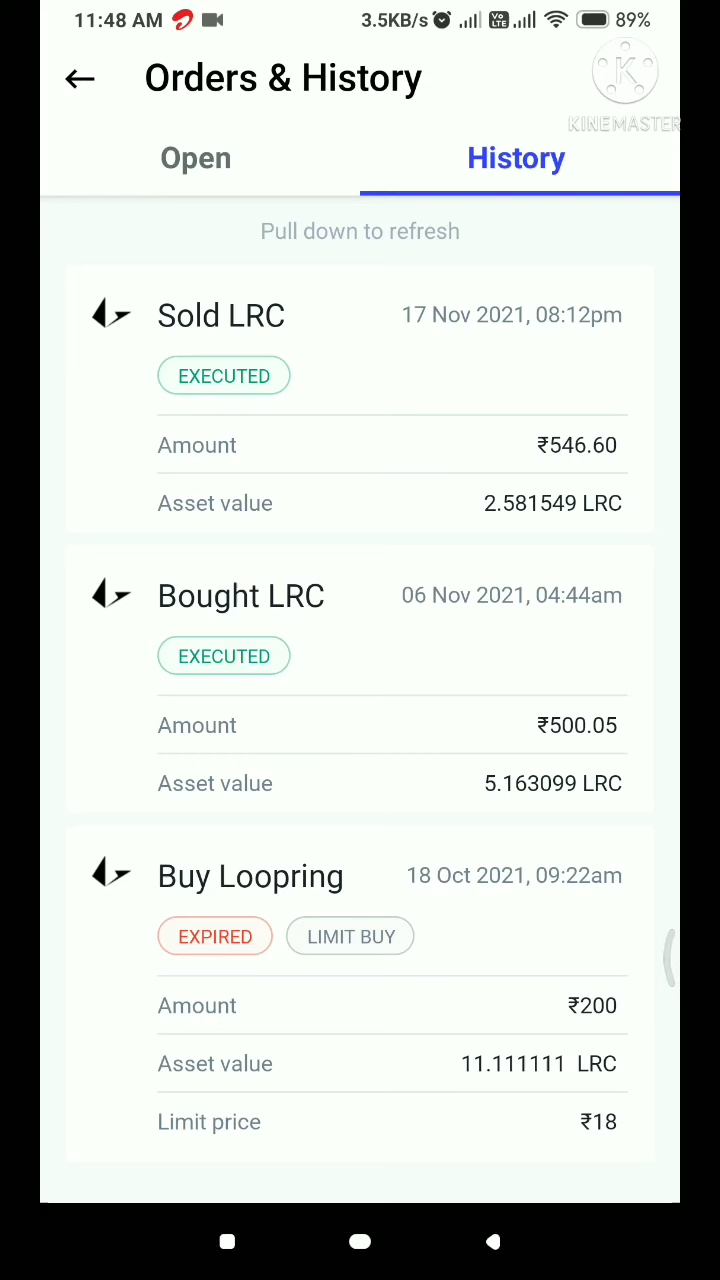 11:48 AM 3.5KB/s Vo LTE 89%
Orders & History
K
KINEMASTER
Open History
Pull down to refresh
Sold LRC 17 Nov 2021, 08:12pm
EXECUTED
Amount ₹546.60
Asset value 2.581549 LRC
Bought LRC 06 Nov 2021, 04:44am
EXECUTED
Amount ₹500.05
Asset value 5.163099 LRC
Buy Loopring 18 Oct 2021, 09:22am
EXPIRED LIMIT BUY
Amount ₹200
Asset value 11.111111 LRC
Limit price ₹18